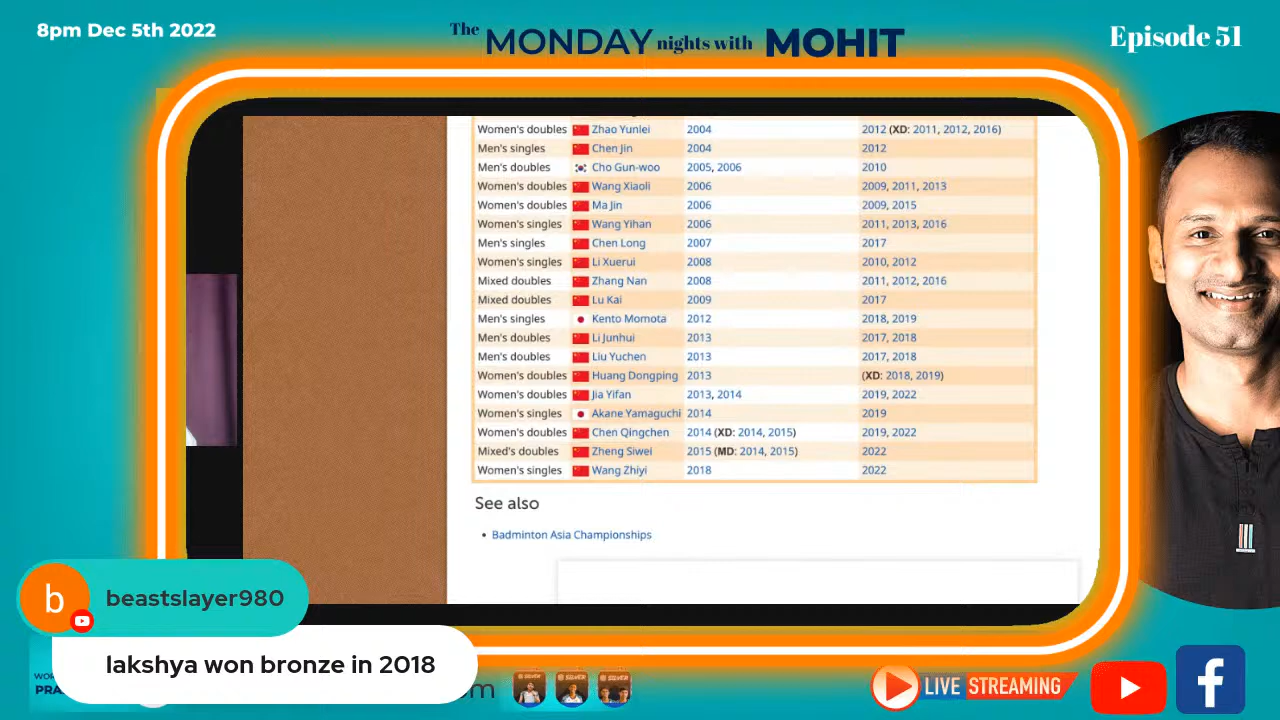 8pm Dec 5th 2022
The MONDAY nights with MOHIT
Episode 51
Women's doubles Zhao Yunlei 2004 2012 (XD: 2011, 2012, 2016)
Men's singles Chen Jin 2004 2012
Men's doubles Cho Gun-woo 2005, 2006 2010
Women's doubles Wang Xiaoli 2006 2009, 2011, 2013
Women's doubles Ma Jin 2006 2009, 2015
Women's singles Wang Yihan 2006 2011, 2013, 2016
Men's singles Chen Long 2007 2017
Women's singles Li Xuerui 2008 2010, 2012
Mixed doubles Zhang Nan 2008 2011, 2012, 2016
Mixed doubles Lu Kai 2009 2017
Men's singles Kento Momota 2012 2018, 2019
Men's doubles Li Junhui 2013 2017, 2018
Men's doubles Liu Yuchen 2013 2017, 2018
Women's doubles Huang Dongping 2013 (XD: 2018, 2019)
Women's doubles Jia Yifan 2013, 2014 2019, 2022
Women's singles Akane Yamaguchi 2014 2019
Women's doubles Chen Qingchen 2014 (XD: 2014, 2015) 2019, 2022
Mixed's doubles Zheng Siwei 2015 (MD: 2014, 2015) 2022
Women's singles Wang Zhiyi 2018 2022
See also
• Badminton Asia Championships
b beastslayer980
lakshya won bronze in 2018
LIVE STREAMING